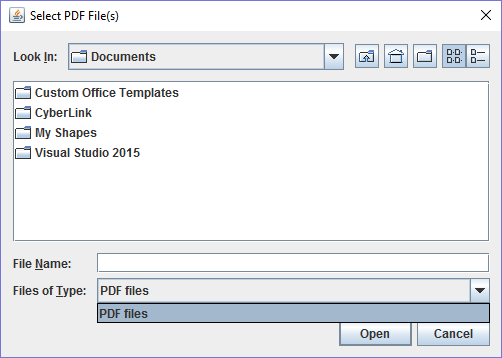 Select PDF File(s)
Look In: Documents
Custom Office Templates
CyberLink
My Shapes
Visual Studio 2015
File Name:
Files of Type: PDF files
PDF files
Open Cancel